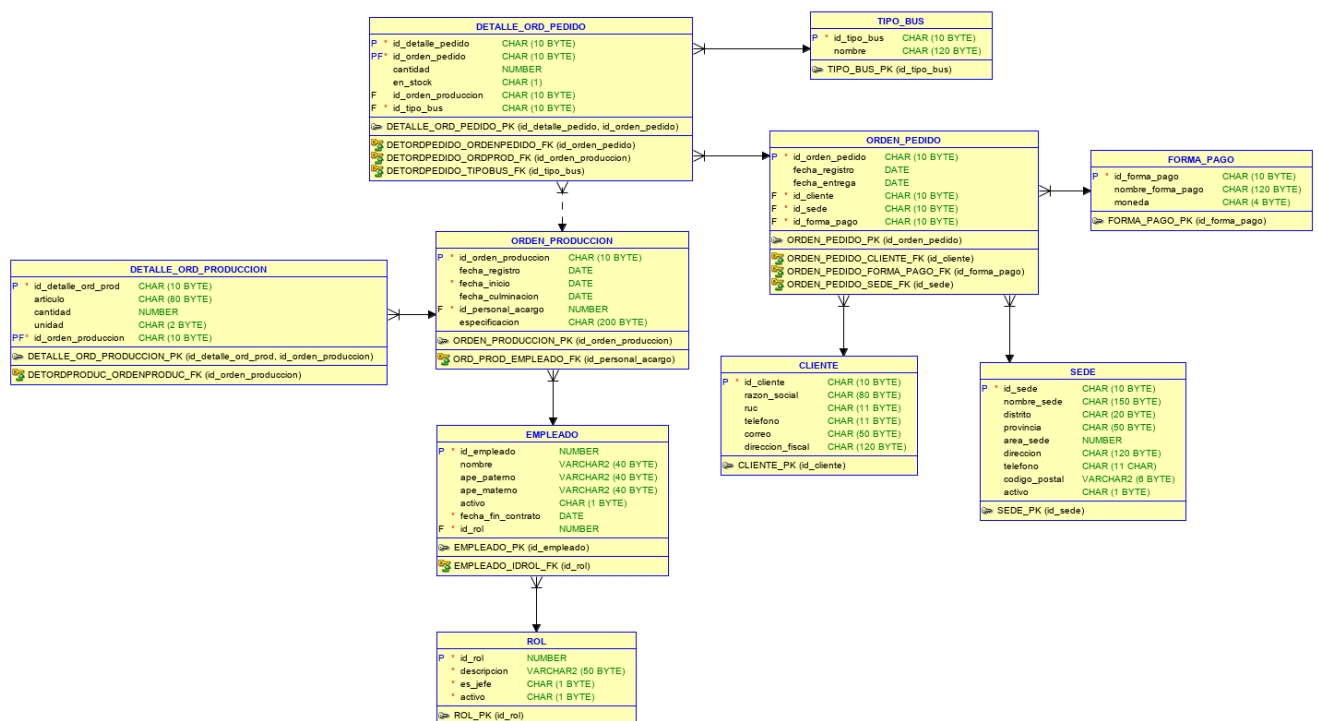 DETALLE_ORD_PEDIDO
P * id_detalle_pedido CHAR (10 BYTE)
PF* id_orden_pedido CHAR (10 BYTE)
cantidad NUMBER
en_stock CHAR (1)
F id_orden_produccion CHAR (10 BYTE)
F * id_tipo_bus CHAR (10 BYTE)
DETALLE_ORD_PEDIDO_PK (id_detalle_pedido, id_orden_pedido)
DETORDPEDIDO_ORDENPEDIDO_FK (id_orden_pedido)
DETORDPEDIDO_ORDPROD_FK (id_orden_produccion)
DETORDPEDIDO_TIPOBUS_FK (id_tipo_bus)
TIPO_BUS
P * id_tipo_bus CHAR (10 BYTE)
nombre CHAR (120 BYTE)
TIPO_BUS_PK (id_tipo_bus)
ORDEN_PEDIDO
P * id_orden_pedido CHAR (10 BYTE)
fecha_registro DATE
fecha_entrega DATE
F * id_cliente CHAR (10 BYTE)
F * id_sede CHAR (10 BYTE)
F * id_forma_pago CHAR (10 BYTE)
ORDEN_PEDIDO_PK (id_orden_pedido)
ORDEN_PEDIDO_CLIENTE_FK (id_cliente)
ORDEN_PEDIDO_FORMA_PAGO_FK (id_forma_pago)
ORDEN_PEDIDO_SEDE_FK (id_sede)
FORMA_PAGO
P * id_forma_pago CHAR (10 BYTE)
nombre_forma_pago CHAR (120 BYTE)
moneda CHAR (4 BYTE)
FORMA_PAGO_PK (id_forma_pago)
ORDEN_PRODUCCION
P * id_orden_produccion CHAR (10 BYTE)
fecha_registro DATE
* fecha_inicio DATE
fecha_culminacion DATE
F * id_personal_acargo NUMBER
especificacion CHAR (200 BYTE)
ORDEN_PRODUCCION_PK (id_orden_produccion)
ORD_PROD_EMPLEADO_FK (id_personal_acargo)
DETALLE_ORD_PRODUCCION
P * id_detalle_ord_prod CHAR (10 BYTE)
articulo CHAR (80 BYTE)
cantidad NUMBER
unidad CHAR (2 BYTE)
PF* id_orden_produccion CHAR (10 BYTE)
DETALLE_ORD_PRODUCCION_PK (id_detalle_ord_prod, id_orden_produccion)
DETORDPRODUC_ORDENPRODUC_FK (id_orden_produccion)
CLIENTE
P * id_cliente CHAR (10 BYTE)
razon_social CHAR (80 BYTE)
ruc CHAR (11 BYTE)
telefono CHAR (11 BYTE)
correo CHAR (50 BYTE)
direccion_fiscal CHAR (120 BYTE)
CLIENTE_PK (id_cliente)
SEDE
P * id_sede CHAR (10 BYTE)
nombre_sede CHAR (150 BYTE)
distrito CHAR (20 BYTE)
provincia CHAR (50 BYTE)
area_sede NUMBER
direccion CHAR (120 BYTE)
telefono CHAR (11 CHAR)
codigo_postal VARCHAR2 (6 BYTE)
activo CHAR (1 BYTE)
SEDE_PK (id_sede)
EMPLEADO
P * id_empleado NUMBER
nombre VARCHAR2 (40 BYTE)
ape_paterno VARCHAR2 (40 BYTE)
ape_materno VARCHAR2 (40 BYTE)
activo CHAR (1 BYTE)
* fecha_fin_contrato DATE
F * id_rol NUMBER
EMPLEADO_PK (id_empleado)
EMPLEADO_IDROL_FK (id_rol)
ROL
P * id_rol NUMBER
* descripcion VARCHAR2 (50 BYTE)
* es_jefe CHAR (1 BYTE)
* activo CHAR (1 BYTE)
ROL_PK (id_rol)